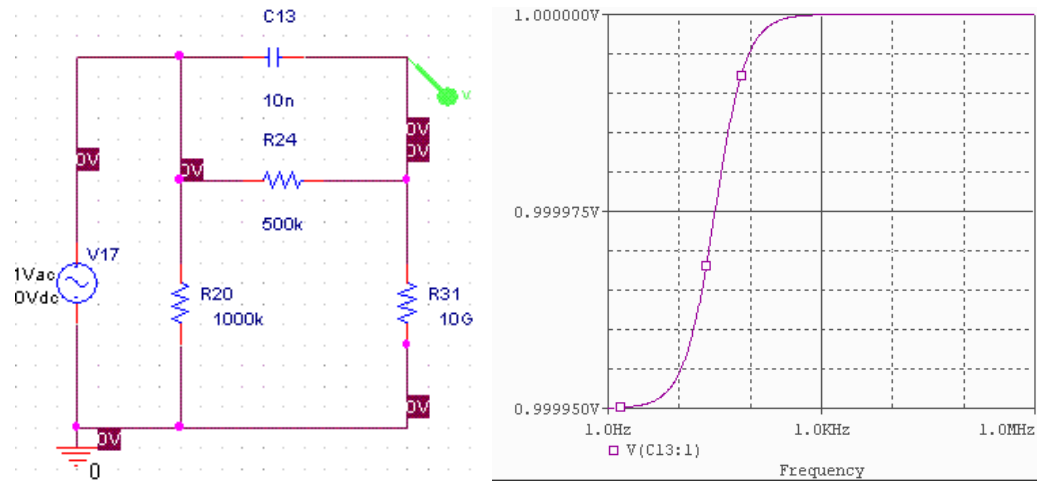 C13
10n
V
0V
0V
R24
0V
0V
500k
V17
1Vac
0Vdc
R20
1000k
R31
10G
0V
0V
0
1.000000V
0.999975V
0.999950V
1.0Hz
1.0KHz
1.0MHz
V(C13:1)
Frequency